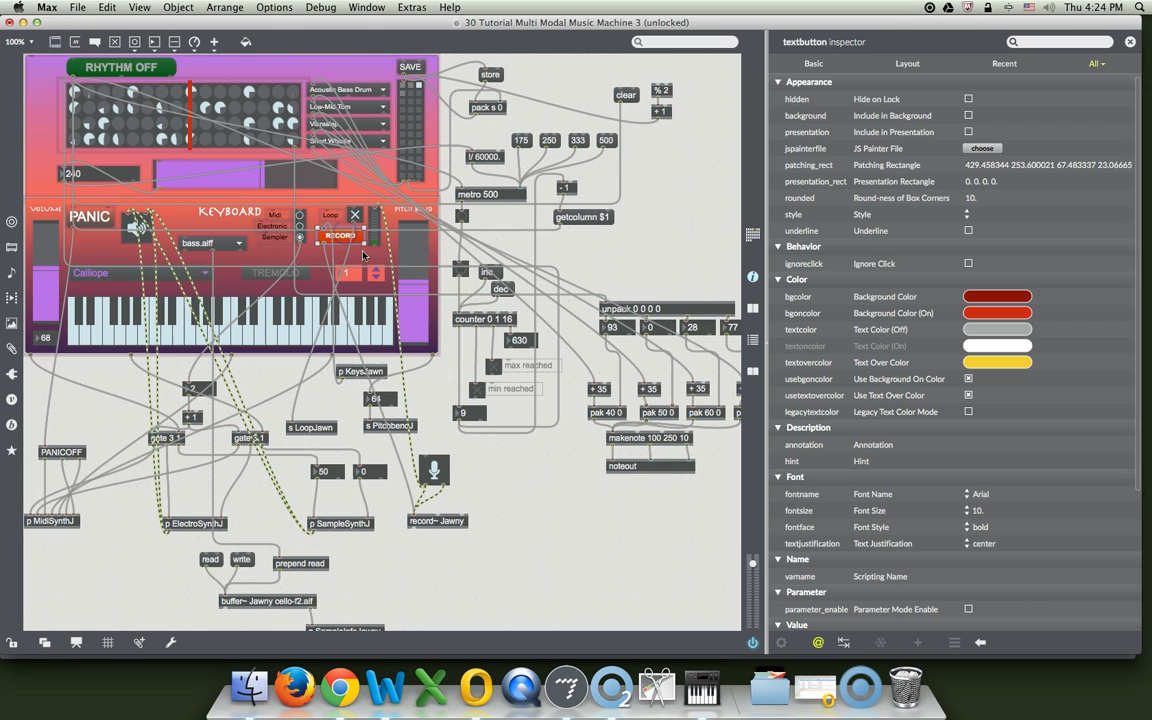 Max File Edit View Object Arrange Options Debug Window Extras Help
Thu 4:24 PM
30 Tutorial Multi Modal Music Machine 3 (unlocked)
100%
RHYTHM OFF
SAVE
Acoustic Bass Drum
Low-Mid Tom
Vibraslap
Short Whistle
240
VOLUME
PANIC
KEYBOARD
Midi
Electronic
Sampler
Loop
PITCH BEND
RECORD
bass.aiff
Calliope
TREMOLO
1
68
store
pack s 0
clear
% 2
+ 1
175
250
333
500
!/ 60000.
metro 500
- 1
getcolumn $1
inc
dec
counter 0 1 16
630
max reached
min reached
9
unpack 0 0 0 0
93
0
28
77
+ 35
+ 35
+ 35
+
pak 40 0
pak 50 0
pak 60 0
p
makenote 100 250 10
noteout
p KeysJawn
64
s LoopJawn
s PitchbendJ
- 2
+ 1
gate 3 1
gate 3 1
PANICOFF
50
0
p MidiSynthJ
p ElectroSynthJ
p SampleSynthJ
record~ Jawny
read
write
prepend read
buffer~ Jawny cello-f2.aif
textbutton inspector
Basic
Layout
Recent
All
Appearance
hidden Hide on Lock
background Include in Background
presentation Include in Presentation
jspainterfile JS Painter File choose
patching_rect Patching Rectangle 429.458344 253.600021 67.483337 23.06665
presentation_rect Presentation Rectangle 0. 0. 0. 0.
rounded Round-ness of Box Corners 10.
style Style
underline Underline
Behavior
ignoreclick Ignore Click
Color
bgcolor Background Color
bgoncolor Background Color (On)
textcolor Text Color (Off)
textoncolor Text Color (On)
textovercolor Text Over Color
usebgoncolor Use Background On Color
usetextovercolor Use Text Over Color
legacytextcolor Legacy Text Color Mode
Description
annotation Annotation
hint Hint
Font
fontname Font Name Arial
fontsize Font Size 10.
fontface Font Style bold
textjustification Text Justification center
Name
varname Scripting Name
Parameter
parameter_enable Parameter Mode Enable
Value